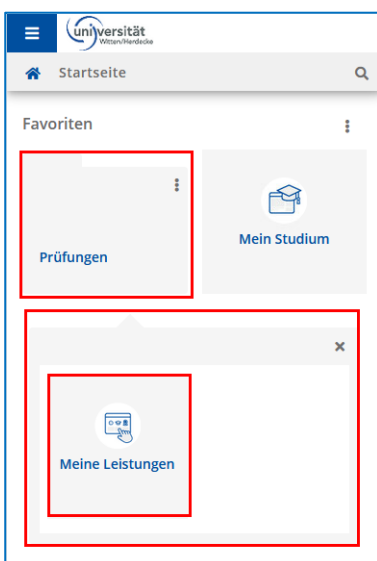 universität
Witten/Herdecke
Startseite
Favoriten
Prüfungen
Mein Studium
Meine Leistungen